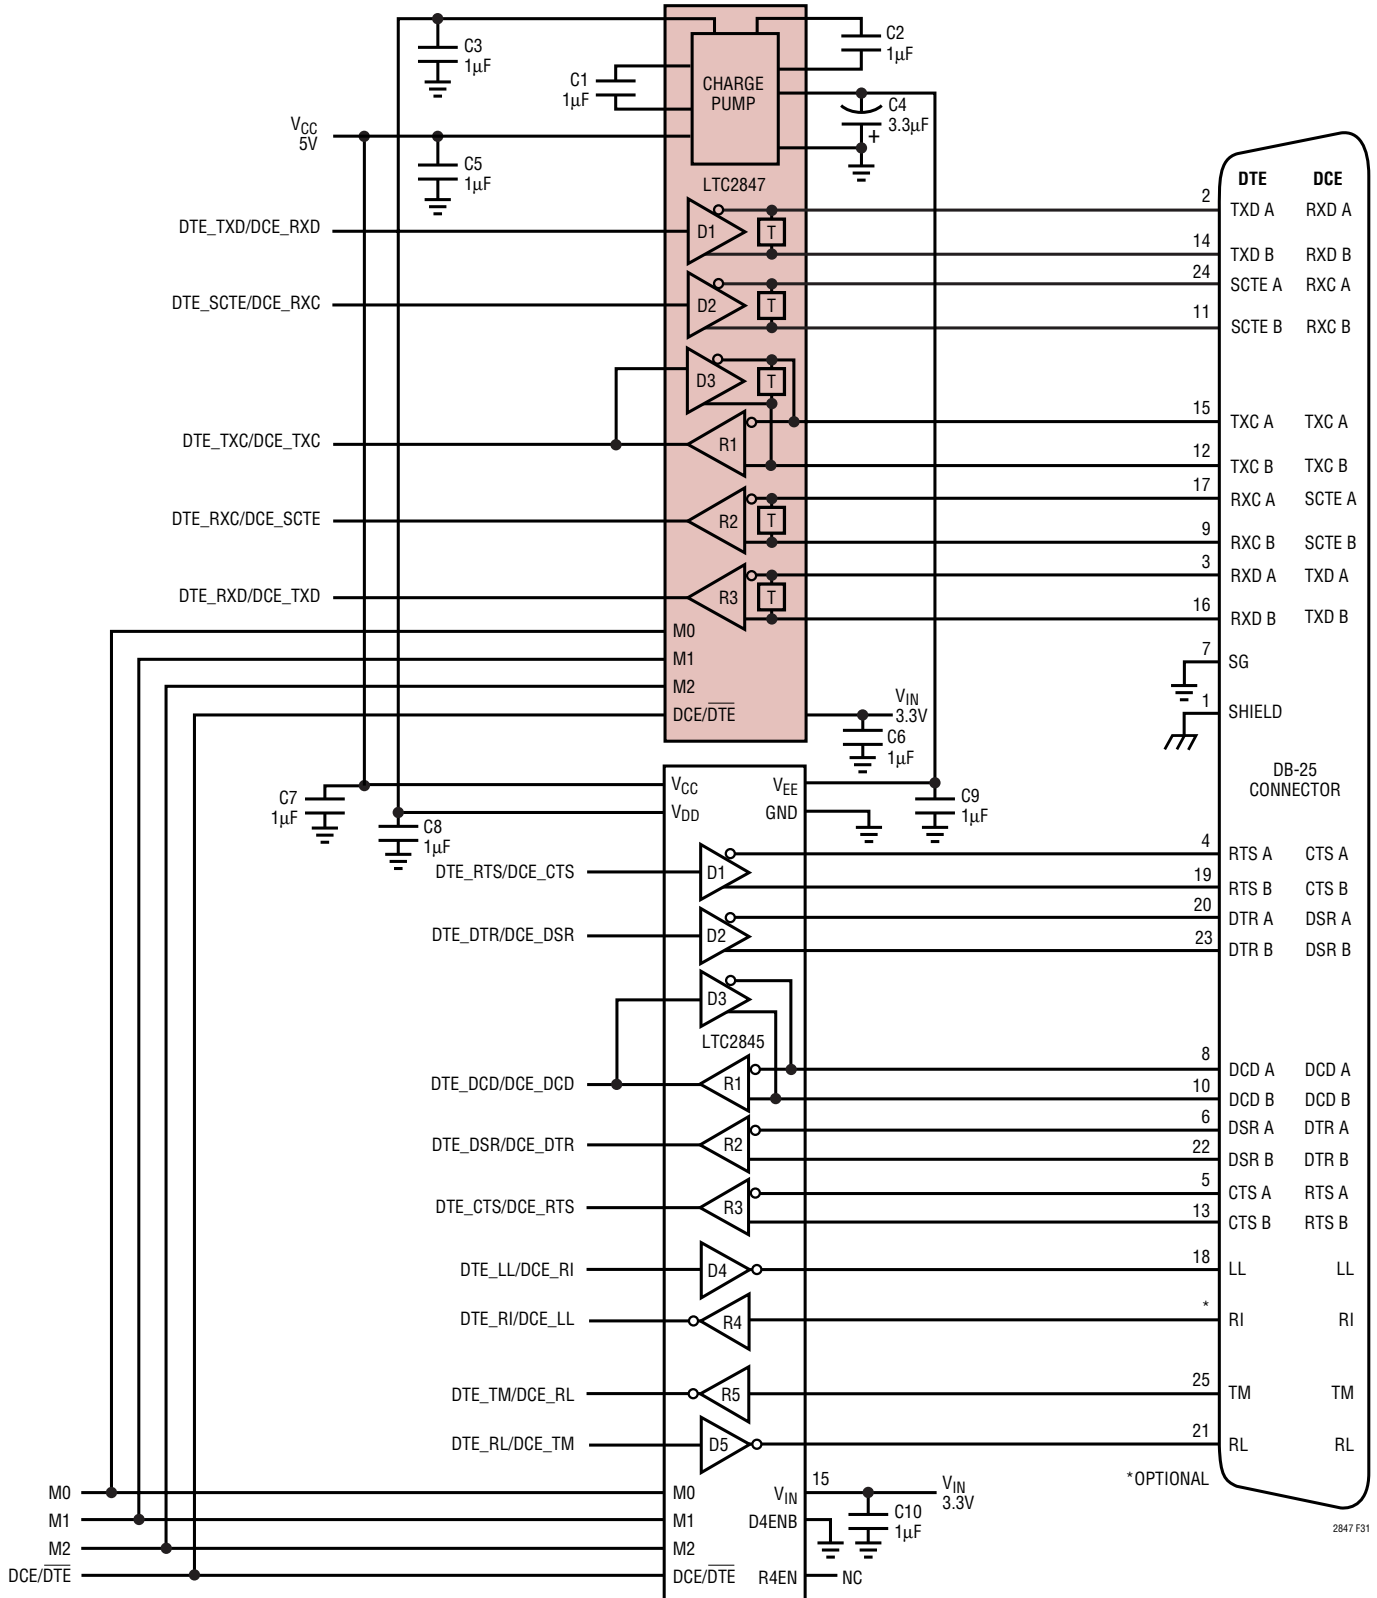 C3
1µF
C1
1µF
CHARGE
PUMP
C2
1µF
C4
3.3µF
+
VCC
5V
C5
1µF
LTC2847
DTE DCE
DTE_TXD/DCE_RXD
D1
T
2
TXD A RXD A
14
TXD B RXD B
DTE_SCTE/DCE_RXC
D2
T
24
SCTE A RXC A
11
SCTE B RXC B
D3
T
DTE_TXC/DCE_TXC
R1
15
TXC A TXC A
12
TXC B TXC B
DTE_RXC/DCE_SCTE
R2
T
17
RXC A SCTE A
9
RXC B SCTE B
DTE_RXD/DCE_TXD
R3
T
3
RXD A TXD A
16
RXD B TXD B
M0
M1
M2
DCE/DTE
7
SG
1
SHIELD
VIN
3.3V
C6
1µF
DB-25
CONNECTOR
C7
1µF
C8
1µF
VCC
VDD
VEE
GND
C9
1µF
DTE_RTS/DCE_CTS
D1
4
RTS A CTS A
19
RTS B CTS B
DTE_DTR/DCE_DSR
D2
20
DTR A DSR A
23
DTR B DSR B
D3
LTC2845
DTE_DCD/DCE_DCD
R1
8
DCD A DCD A
10
DCD B DCD B
DTE_DSR/DCE_DTR
R2
6
DSR A DTR A
22
DSR B DTR B
DTE_CTS/DCE_RTS
R3
5
CTS A RTS A
13
CTS B RTS B
DTE_LL/DCE_RI
D4
18
LL LL
DTE_RI/DCE_LL
R4
*
RI RI
DTE_TM/DCE_RL
R5
25
TM TM
DTE_RL/DCE_TM
D5
21
RL RL
*OPTIONAL
M0
M1
M2
DCE/DTE
M0
M1
M2
DCE/DTE
VIN
D4ENB
R4EN
15
VIN
3.3V
C10
1µF
NC
2847 F31